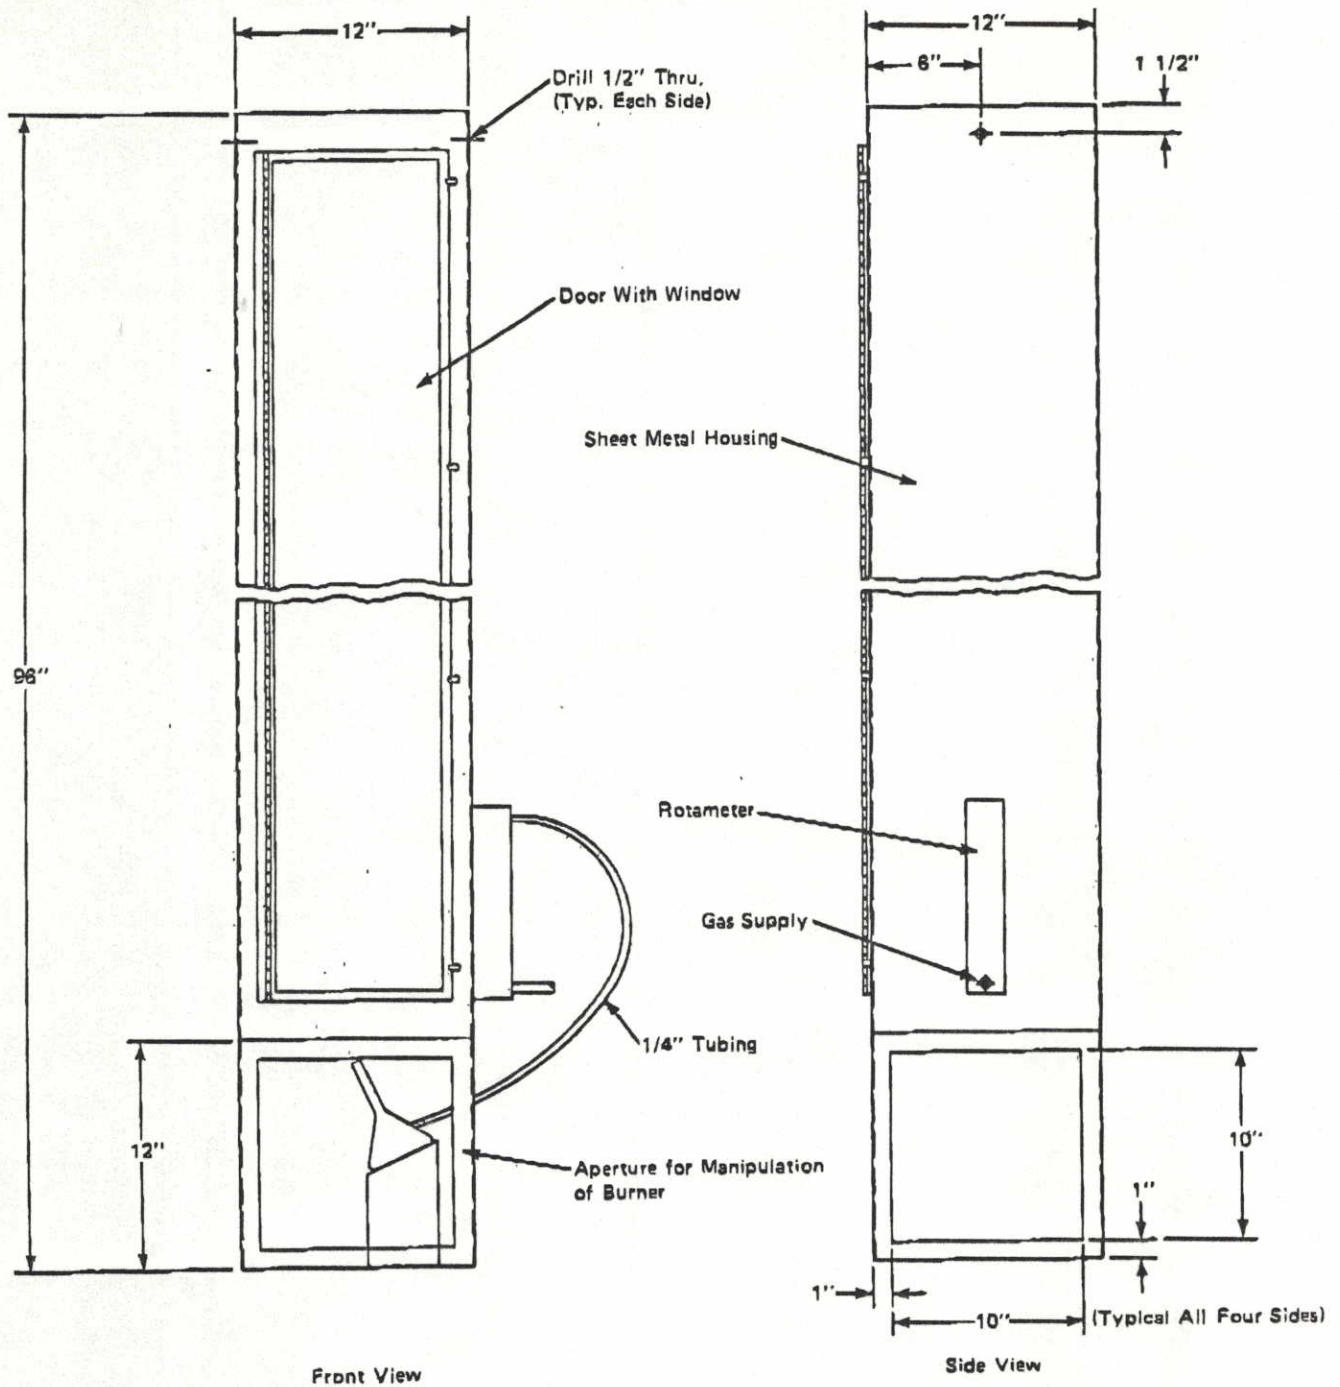 12"
12"
6"
1 1/2"
Drill 1/2" Thru.
(Typ. Each Side)
Door With Window
Sheet Metal Housing
96"
Rotameter
Gas Supply
1/4" Tubing
12"
10"
Aperture for Manipulation
of Burner
1"
1"
10"
(Typical All Four Sides)
Front View
Side View